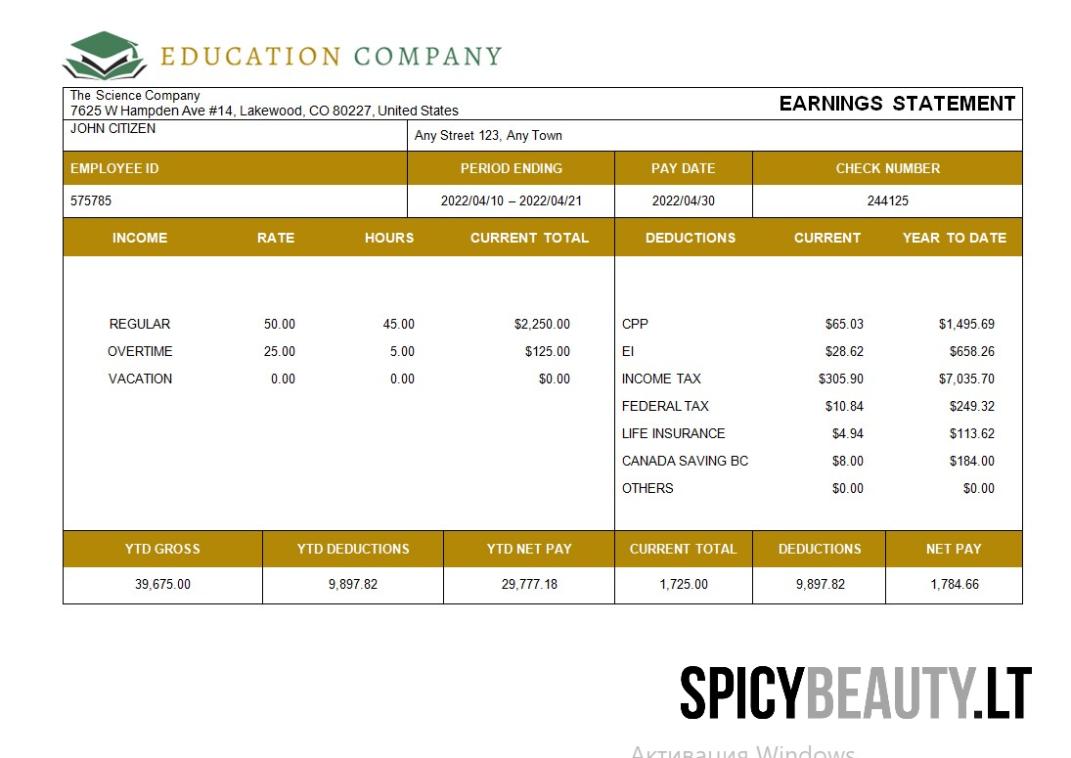 EDUCATION COMPANY
The Science Company
7625 W Hampden Ave #14, Lakewood, CO 80227, United States
EARNINGS STATEMENT
JOHN CITIZEN
Any Street 123, Any Town
EMPLOYEE ID PERIOD ENDING PAY DATE CHECK NUMBER
575785 2022/04/10 – 2022/04/21 2022/04/30 244125
INCOME RATE HOURS CURRENT TOTAL DEDUCTIONS CURRENT YEAR TO DATE
REGULAR 50.00 45.00 $2,250.00 CPP $65.03 $1,495.69
OVERTIME 25.00 5.00 $125.00 EI $28.62 $658.26
VACATION 0.00 0.00 $0.00 INCOME TAX $305.90 $7,035.70
FEDERAL TAX $10.84 $249.32
LIFE INSURANCE $4.94 $113.62
CANADA SAVING BC $8.00 $184.00
OTHERS $0.00 $0.00
YTD GROSS YTD DEDUCTIONS YTD NET PAY CURRENT TOTAL DEDUCTIONS NET PAY
39,675.00 9,897.82 29,777.18 1,725.00 9,897.82 1,784.66
SPICYBEAUTY.LT
Активация Windows